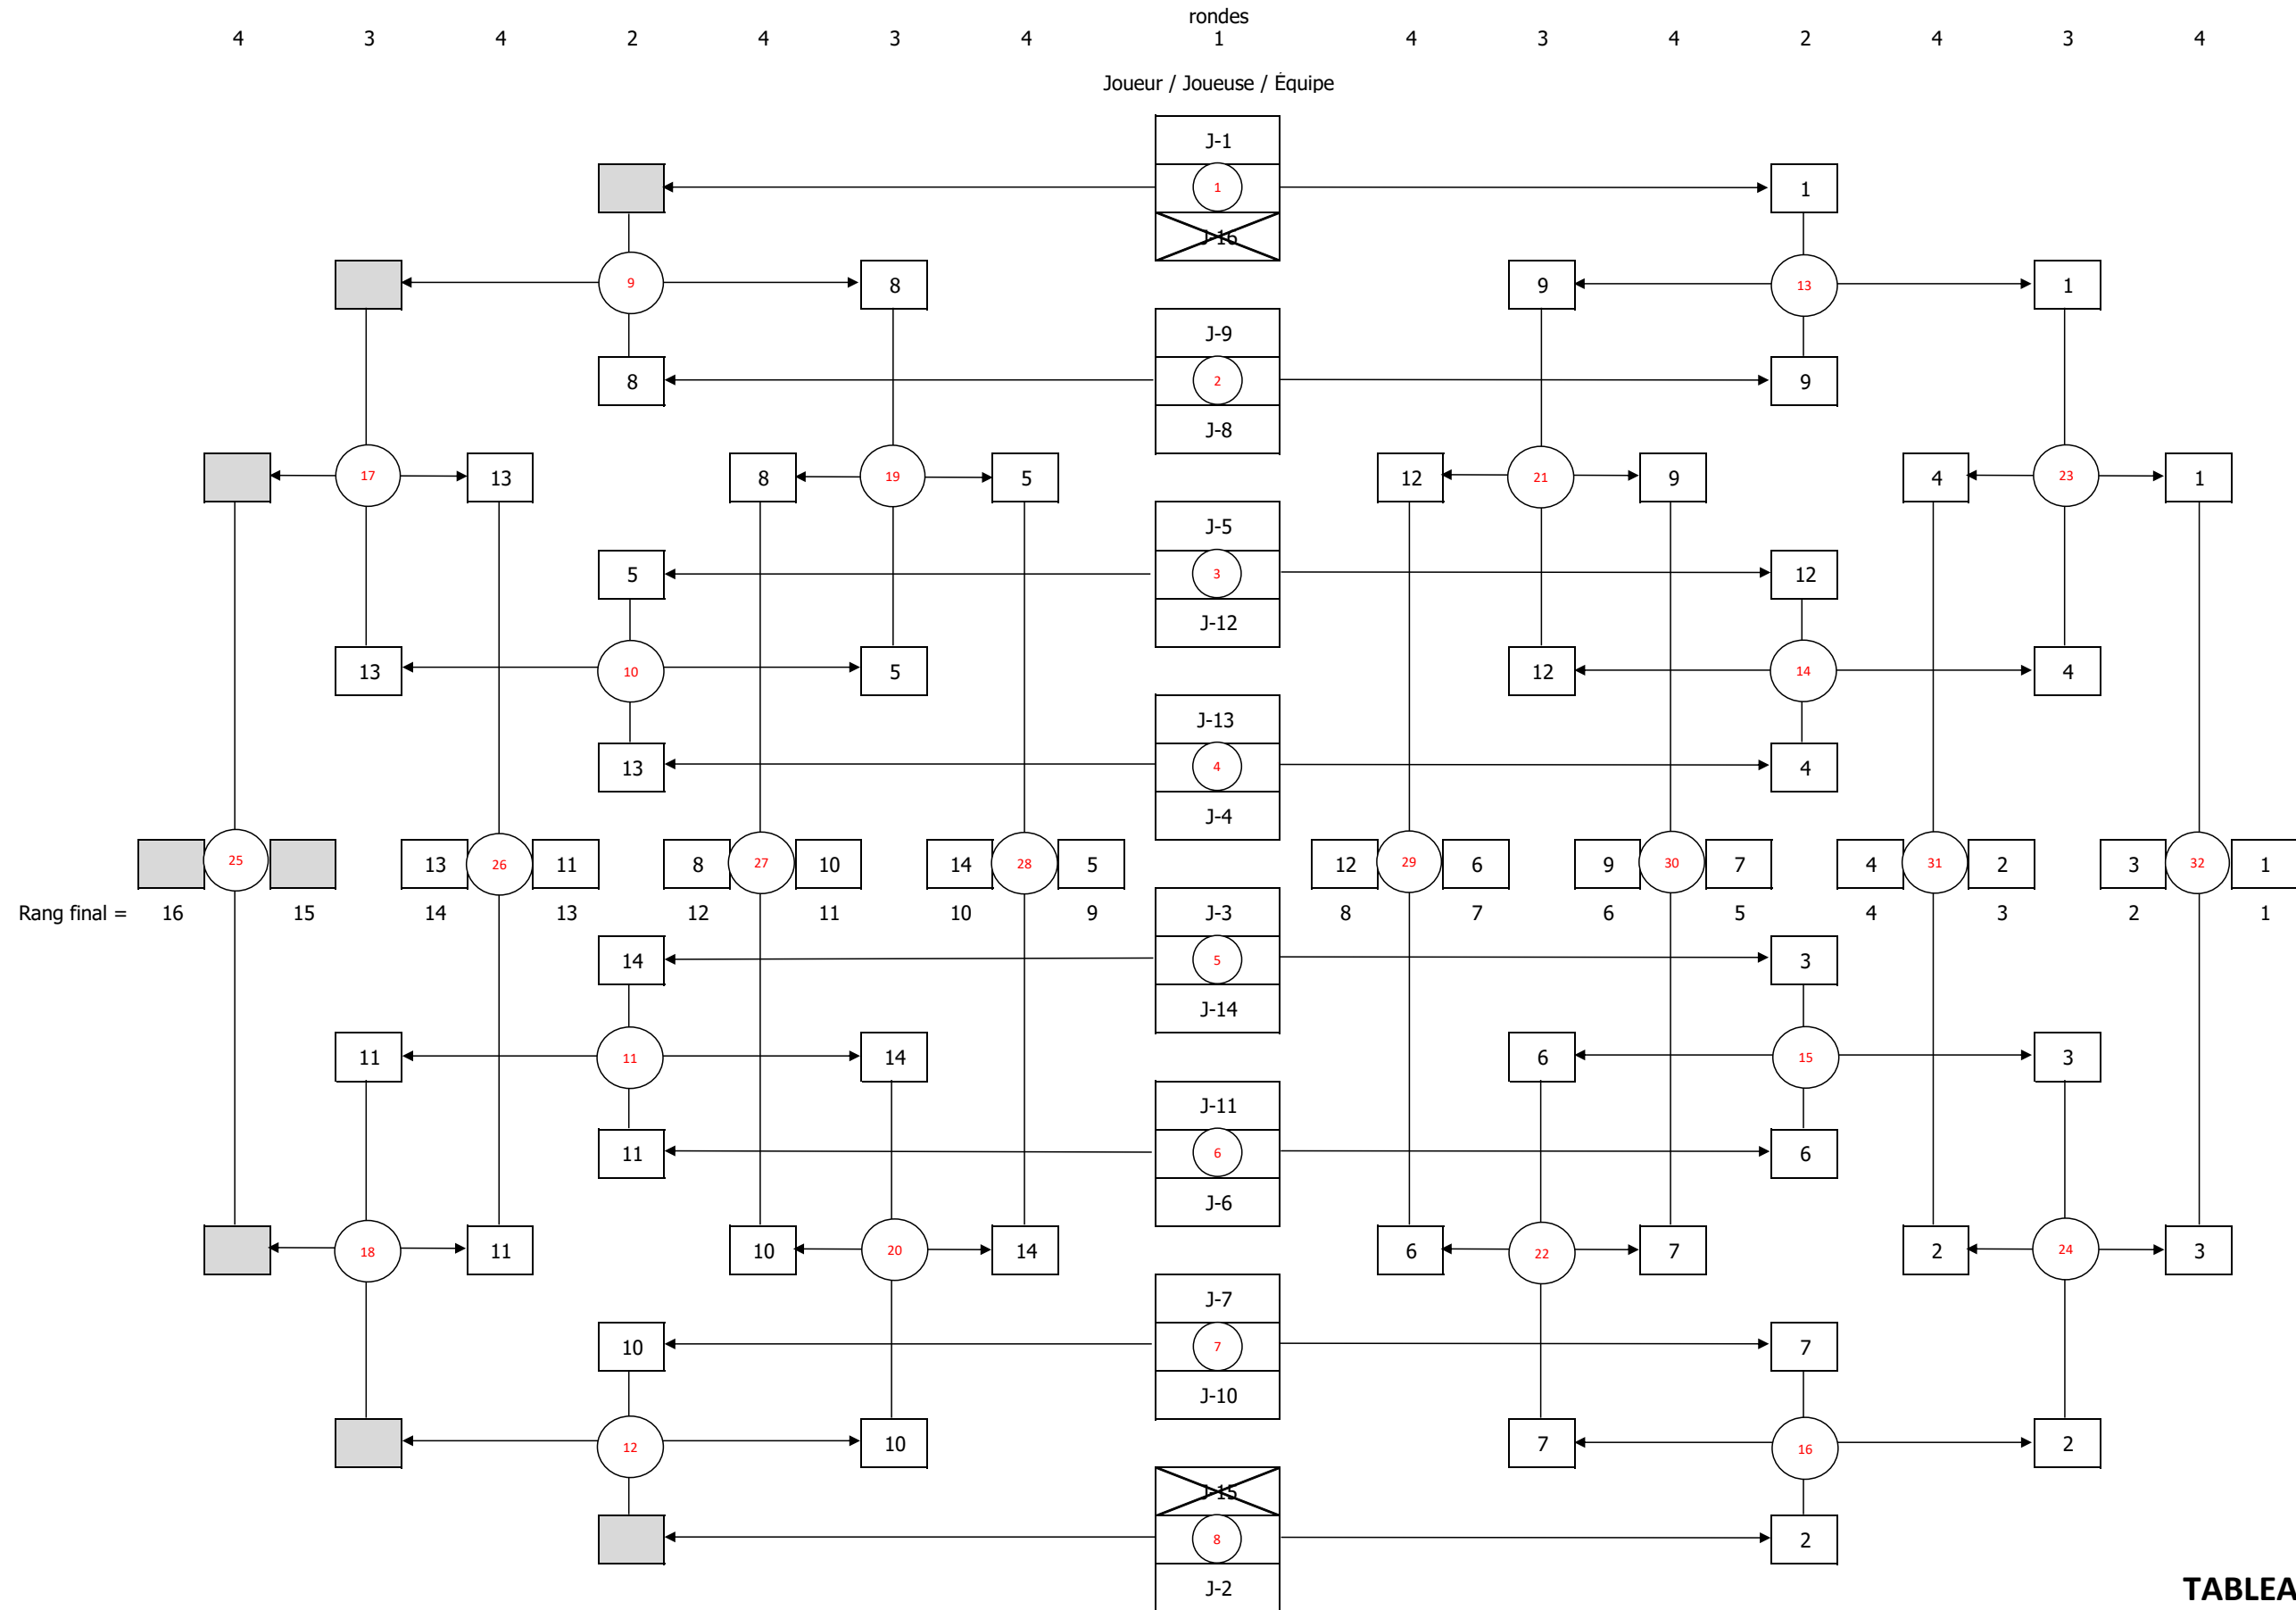 rondes
4 3 4 2 4 3 4 1 4 3 4 2 4 3 4
Joueur / Joueuse / Équipe
J-1
1 1
J-16
9 8 9 13 1
J-9
8 2 9
J-8
17 13 8 19 5 12 21 9 4 23 1
J-5
5 3 12
J-12
13 10 5 12 14 4
J-13
13 4 4
J-4
25 13 26 11 8 27 10 14 28 5 12 29 6 9 30 7 4 31 2 3 32 1
Rang final = 16 15 14 13 12 11 10 9 J-3 8 7 6 5 4 3 2 1
14 5 3
J-14
11 11 14 6 15 3
J-11
11 6 6
J-6
18 11 10 20 14 6 22 7 2 24 3
J-7
10 7 7
J-10
12 10 7 16 2
J-15
8 2
J-2
TABLEA